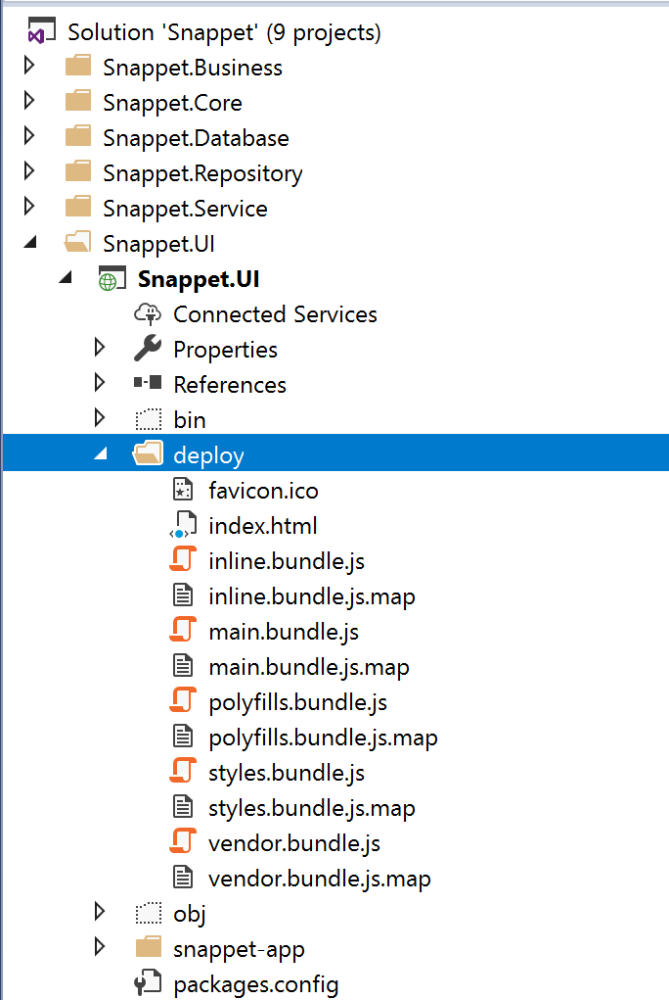 Solution 'Snappet' (9 projects)
Snappet.Business
Snappet.Core
Snappet.Database
Snappet.Repository
Snappet.Service
Snappet.UI
Snappet.UI
Connected Services
Properties
References
bin
deploy
favicon.ico
index.html
inline.bundle.js
inline.bundle.js.map
main.bundle.js
main.bundle.js.map
polyfills.bundle.js
polyfills.bundle.js.map
styles.bundle.js
styles.bundle.js.map
vendor.bundle.js
vendor.bundle.js.map
obj
snappet-app
packages.config